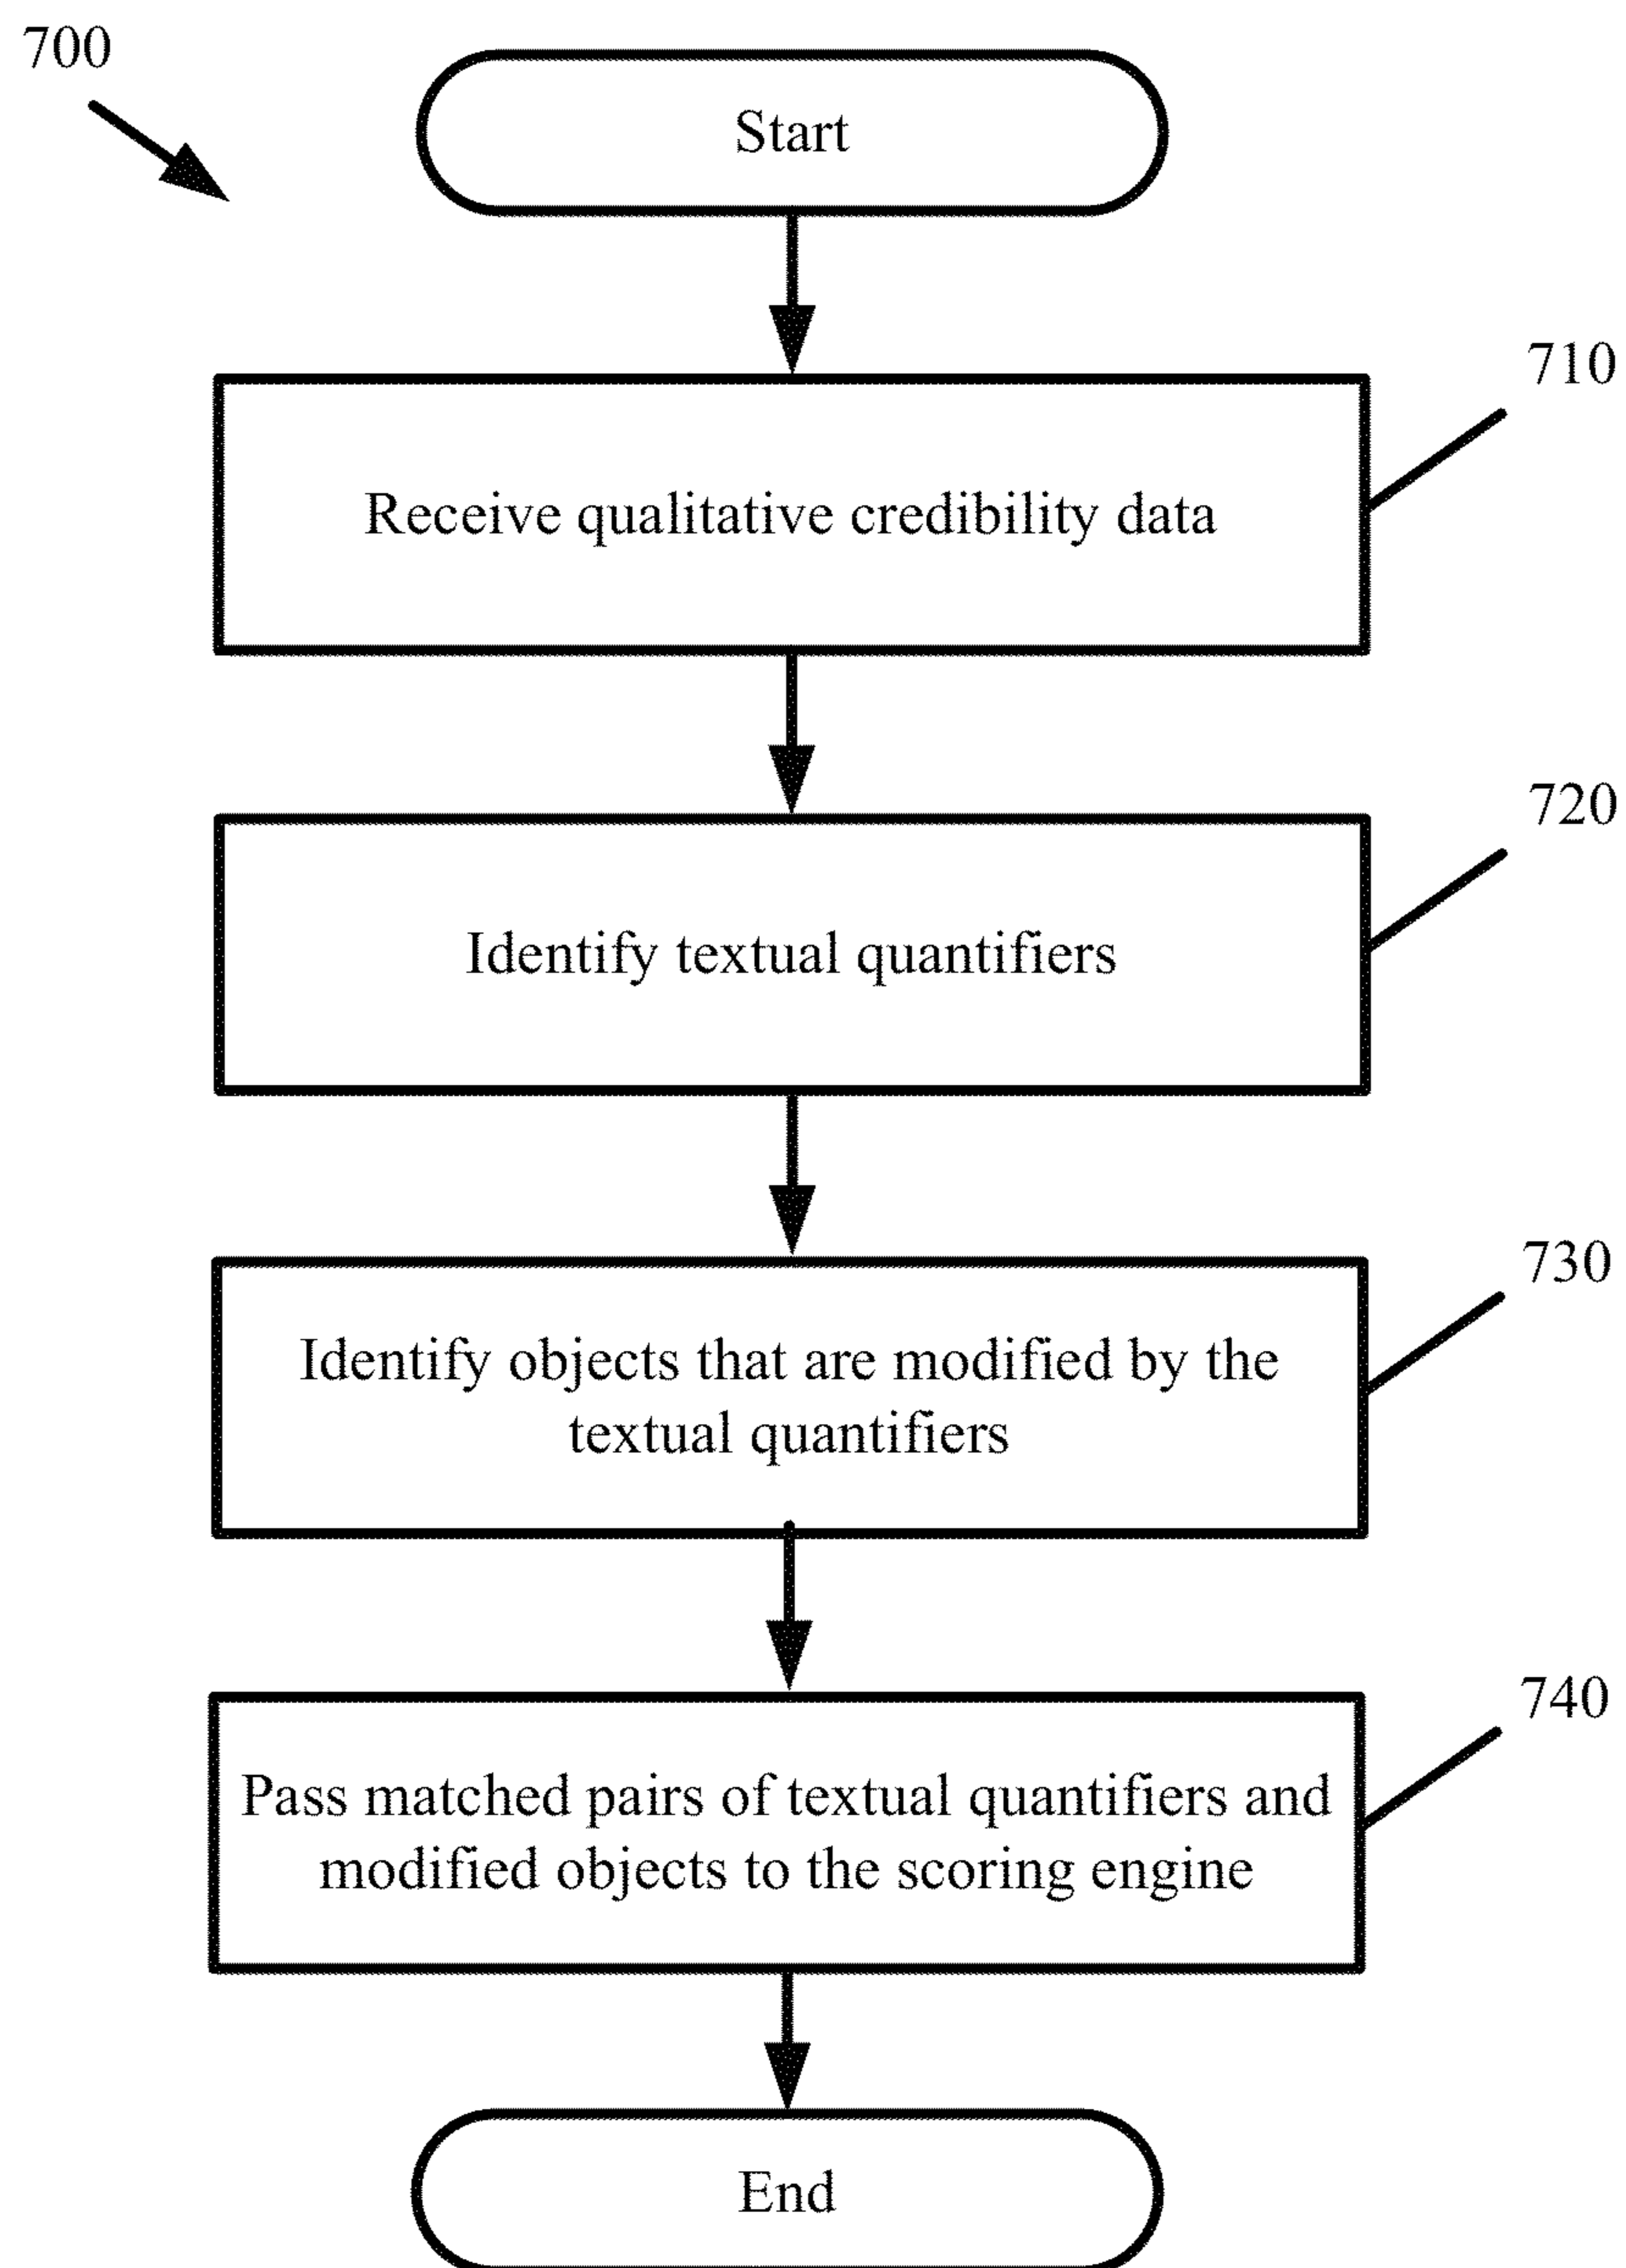 700
Start
710
Receive qualitative credibility data
720
Identify textual quantifiers
730
Identify objects that are modified by the
textual quantifiers
740
Pass matched pairs of textual quantifiers and
modified objects to the scoring engine
End